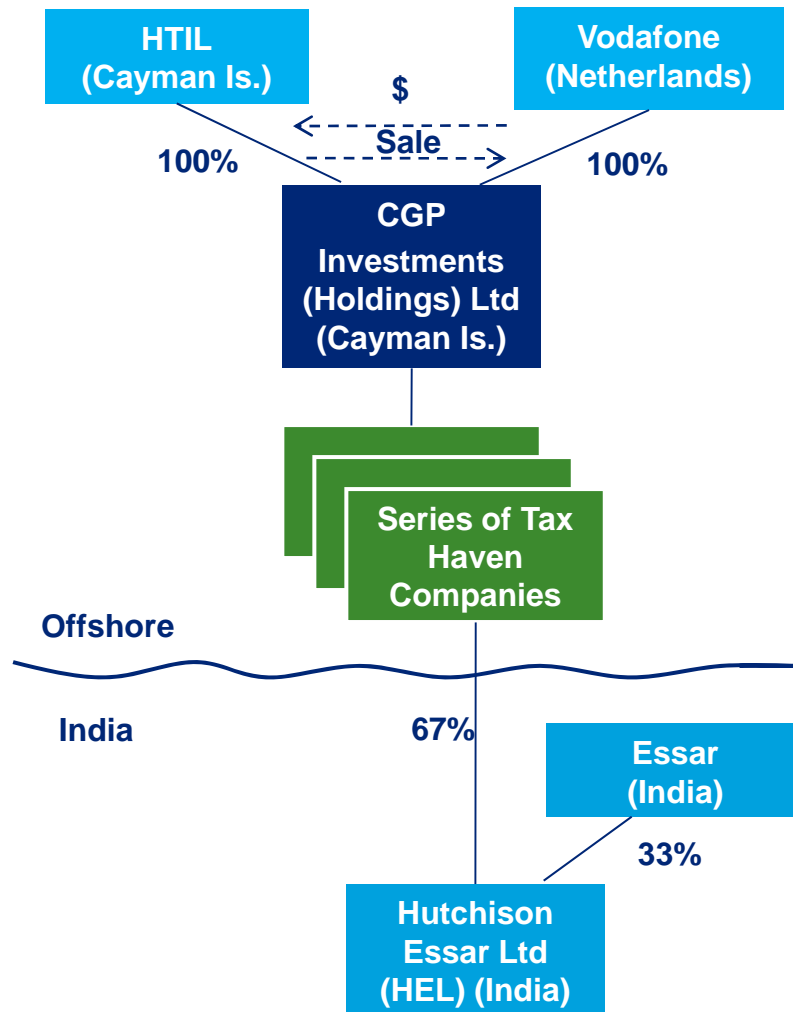 HTIL
(Cayman Is.)
Vodafone
(Netherlands)
$
Sale
100%
100%
CGP
Investments
(Holdings) Ltd
(Cayman Is.)
Series of Tax
Haven
Companies
Offshore
India
67%
Essar
(India)
33%
Hutchison
Essar Ltd
(HEL) (India)